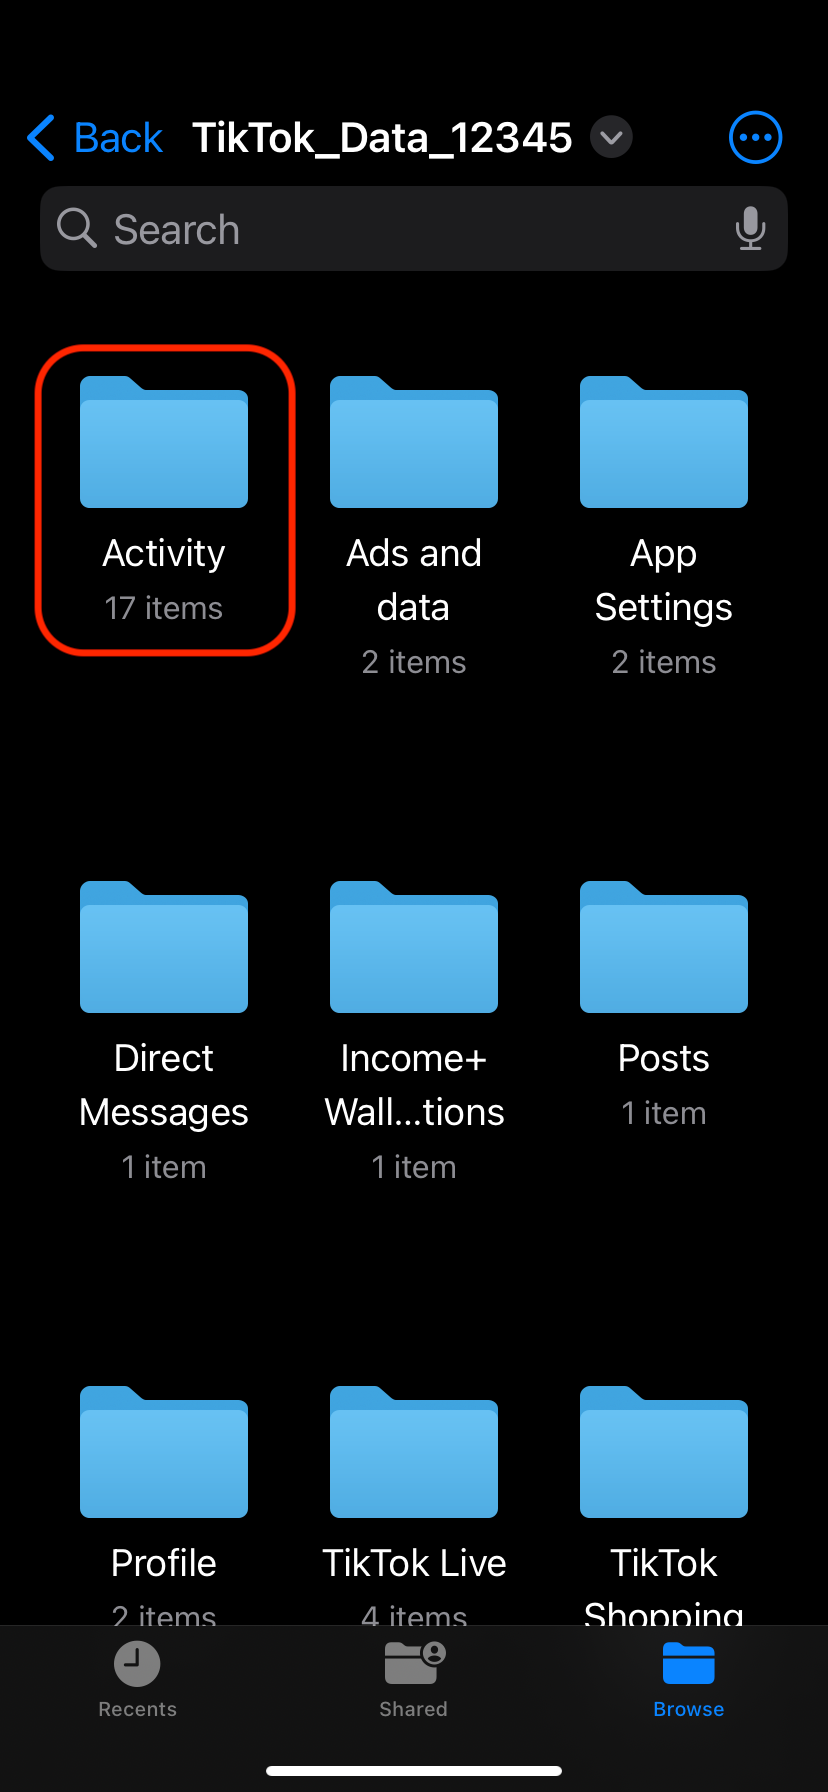 Back TikTok_Data_12345
Search
Activity
17 items
Ads and
data
2 items
App
Settings
2 items
Direct
Messages
1 item
Income+
Wall...tions
1 item
Posts
1 item
Profile
2 items
TikTok Live
4 items
TikTok
Shopping
Recents
Shared
Browse